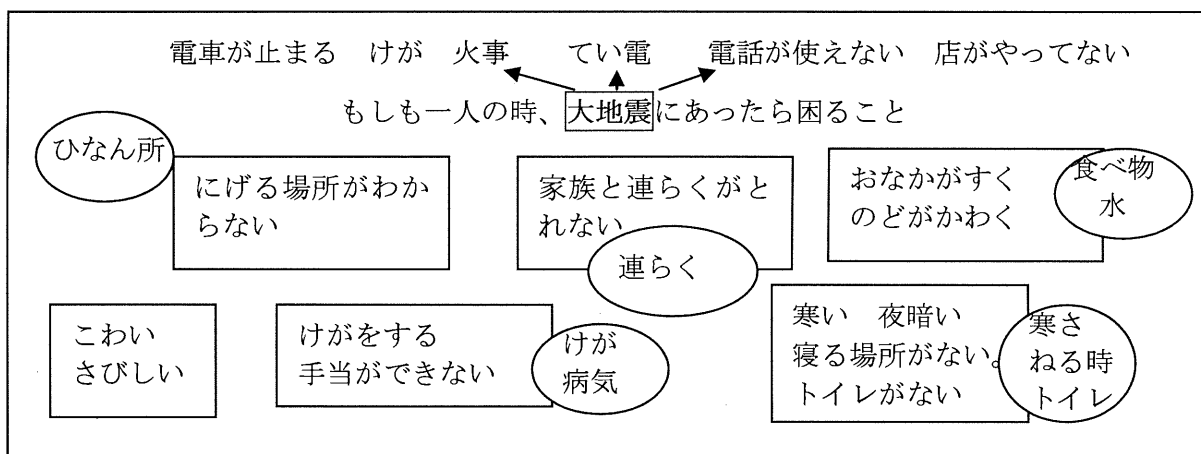 電車が止まる けが 火事 てい電 電話が使えない 店がやってない
もしも一人の時、大地震にあったら困ること
ひなん所
にげる場所がわか
らない
家族と連らくがと
れない
連らく
おなかがすく
のどがかわく
食べ物
水
こわい
さびしい
けがをする
手当ができない
けが
病気
寒い 夜暗い
寝る場所がない。
トイレがない
寒さ
ねる時
トイレ